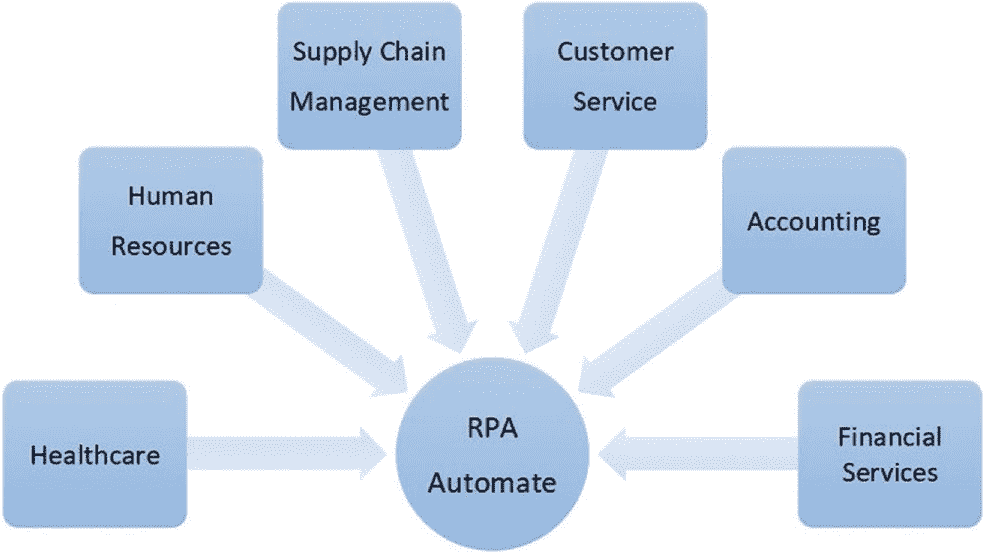 Supply Chain
Management
Customer
Service
Human
Resources
Accounting
Healthcare
RPA
Automate
Financial
Services